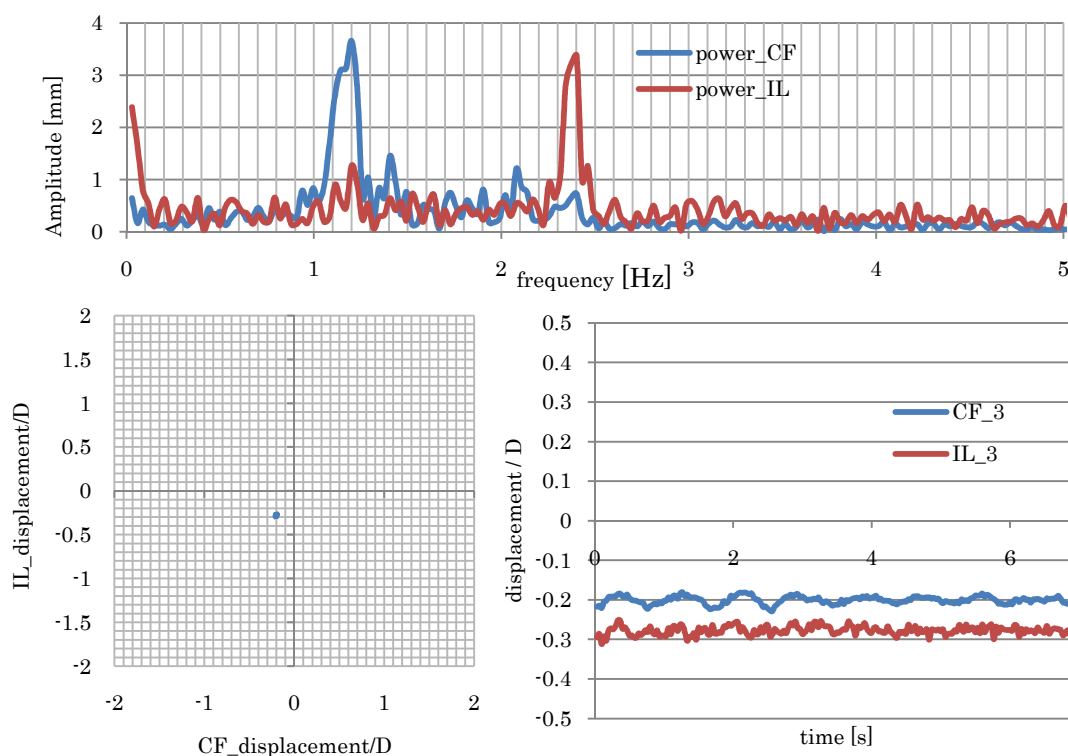 4
3
2
1
0
Amplitude [mm]
power_CF
power_IL
0 1 2 3 4 5
frequency [Hz]
2
1.5
1
0.5
0
-0.5
-1
-1.5
-2
IL_displacement/D
-2 -1 0 1 2
CF_displacement/D
0.5
0.4
0.3
0.2
0.1
0
-0.1
-0.2
-0.3
-0.4
-0.5
displacement / D
CF_3
IL_3
0 2 4 6
time [s]